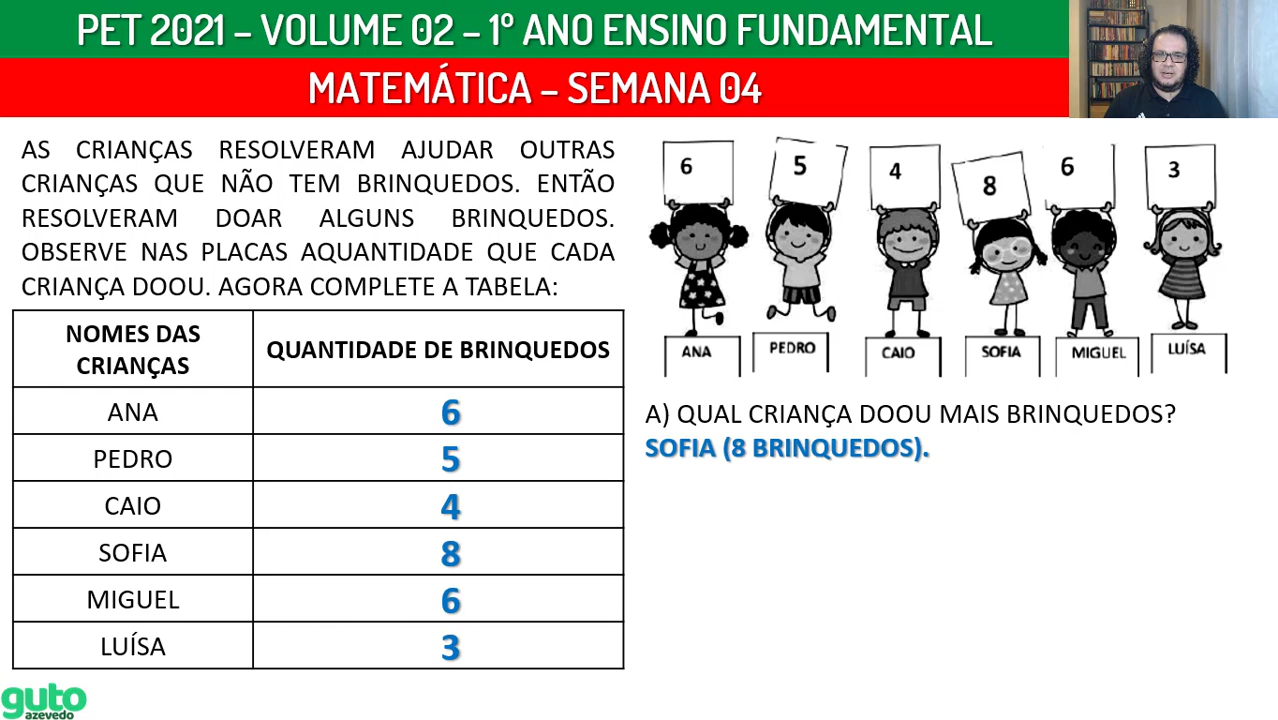 PET 2021 – VOLUME 02 – 1º ANO ENSINO FUNDAMENTAL
MATEMÁTICA – SEMANA 04
AS CRIANÇAS RESOLVERAM AJUDAR OUTRAS
CRIANÇAS QUE NÃO TEM BRINQUEDOS. ENTÃO
RESOLVERAM DOAR ALGUNS BRINQUEDOS.
OBSERVE NAS PLACAS AQUANTIDADE QUE CADA
CRIANÇA DOOU. AGORA COMPLETE A TABELA:
NOMES DAS
CRIANÇAS
QUANTIDADE DE BRINQUEDOS
ANA 6
PEDRO 5
CAIO 4
SOFIA 8
MIGUEL 6
LUÍSA 3
6 5 4 8 6 3
ANA PEDRO CAIO SOFIA MIGUEL LUÍSA
A) QUAL CRIANÇA DOOU MAIS BRINQUEDOS?
SOFIA (8 BRINQUEDOS).
guto
azevedo